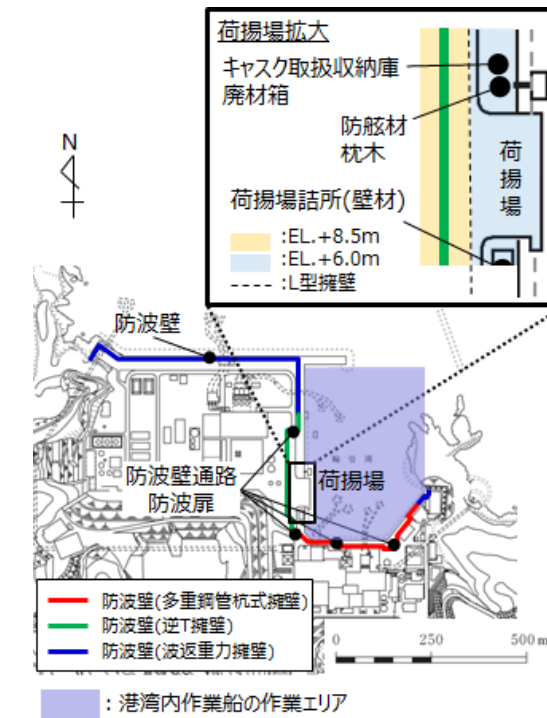 荷揚場拡大
キャスク取扱収納庫
廃材箱
防舷材
枕木
荷揚場
荷揚場詰所(壁材)
:EL.+8.5m
:EL.+6.0m
:L型擁壁
N
防波壁
防波壁通路
防波扉
荷揚場
輪谷湾
防波壁(多重鋼管杭式擁壁)
防波壁(逆T擁壁)
防波壁(波返重力擁壁)
0 250 500 m
: 港湾内作業船の作業エリア